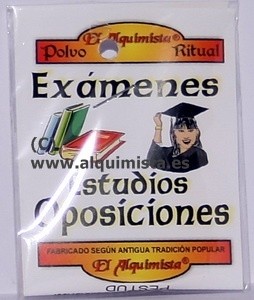 El Alquimista®
Polvo Ritual
Exámenes
www.alquimista.es
Estudios
Oposiciones
FABRICADO SEGÚN ANTIGUA TRADICIÓN POPULAR
El Alquimista®